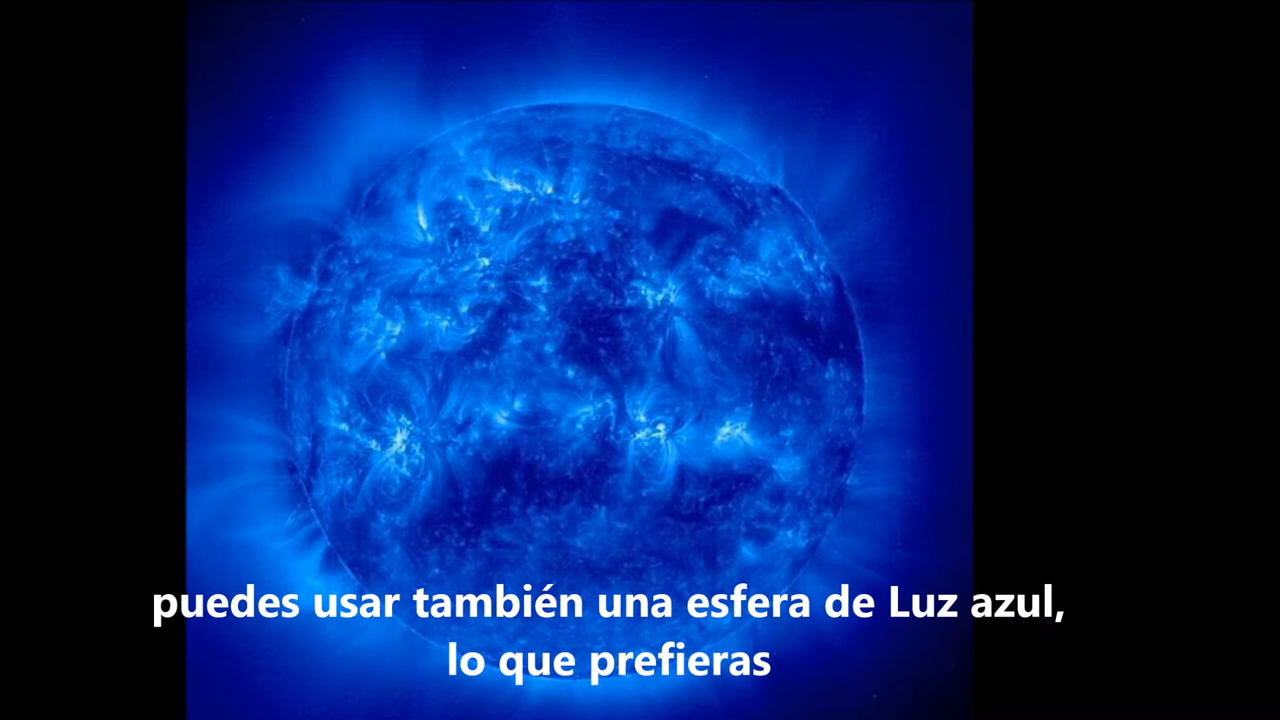 puedes usar también una esfera de Luz azul,
lo que prefieras